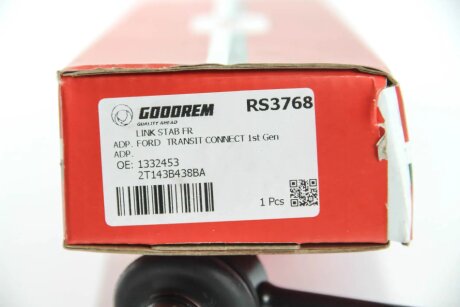 GOODREM
QUALITY AHEAD
RS3768
LINK STAB FR
ADP. FORD TRANSIT CONNECT 1st Gen
ADP.
OE: 1332453
2T143B438BA
1 Pcs